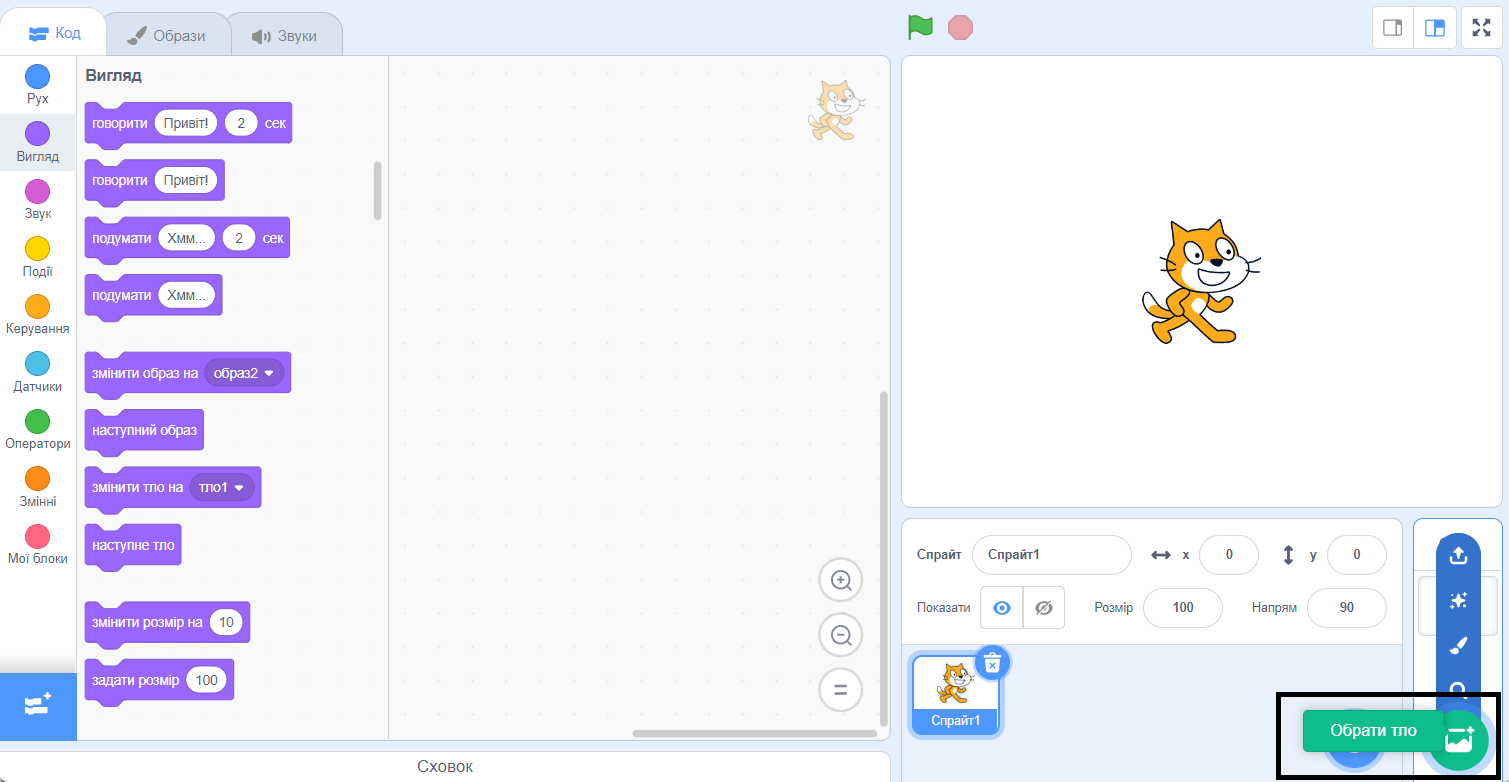 Код
Образи
Звуки
Вигляд
Рух
Вигляд
Звук
Події
Керування
Датчики
Оператори
Змінні
Мої блоки
говорити Привіт! 2 сек
говорити Привіт!
подумати Хмм... 2 сек
подумати Хмм...
змінити образ на образ2
наступний образ
змінити тло на тло1
наступне тло
змінити розмір на 10
задати розмір 100
Сховок
Спрайт Спрайт1 x 0 y 0
Показати Розмір 100 Напрям 90
Спрайт1
Обрати тло